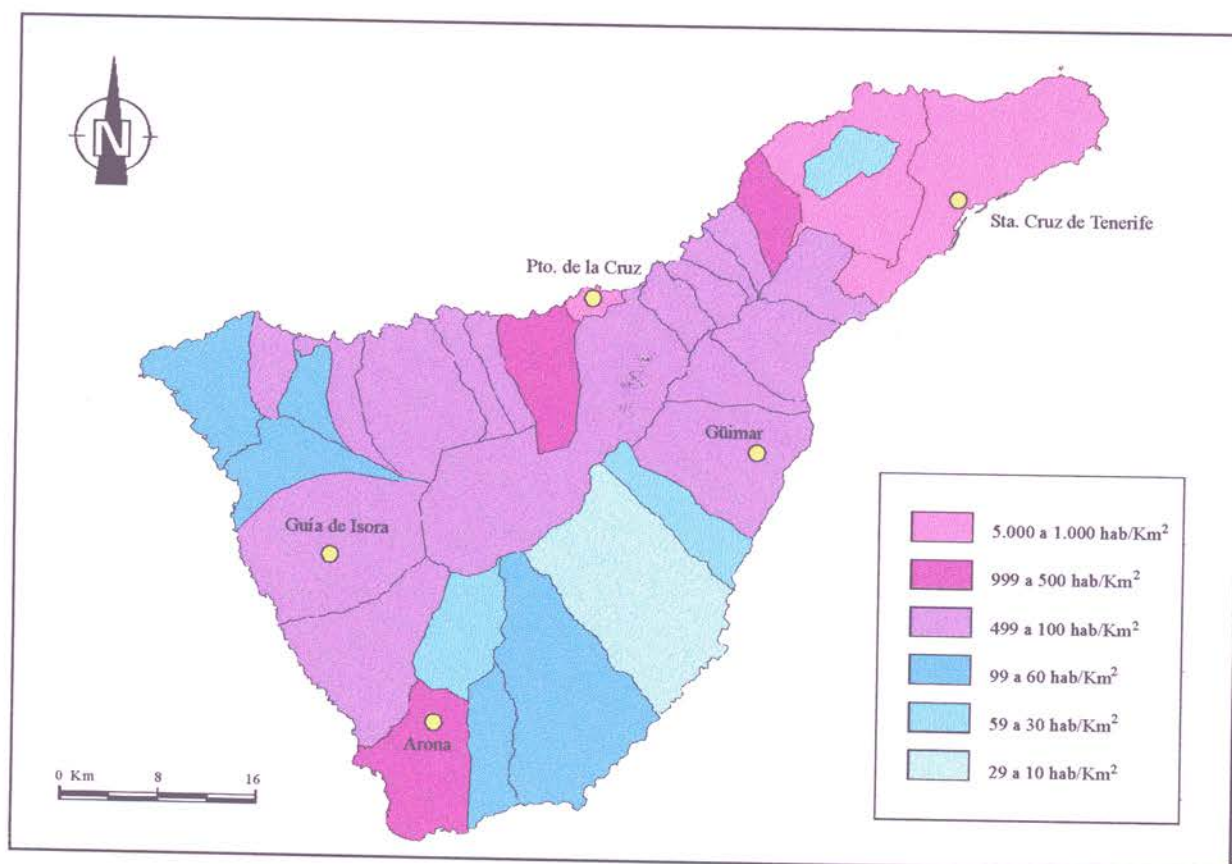 N
Sta. Cruz de Tenerife
Pto. de la Cruz
Güimar
Guía de Isora
Arona
0 Km 8 16
5.000 a 1.000 hab/Km²
999 a 500 hab/Km²
499 a 100 hab/Km²
99 a 60 hab/Km²
59 a 30 hab/Km²
29 a 10 hab/Km²